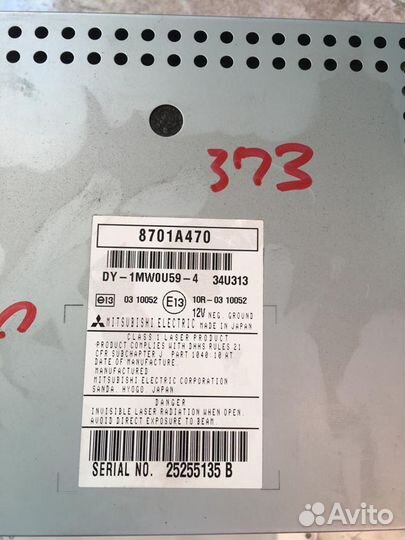 373
8701A470
DY-1MW0U59-4 34U313
e13 03 10052 E13 10R-03 10052
12V NEG. GROUND
MITSUBISHI ELECTRIC MADE IN JAPAN
CLASS 1 LASER PRODUCT
PRODUCT COMPLIES WITH DHHS RULES 21
CFR SUBCHAPTER J PART 1040:10 AT
DATE OF MANUFACTURE.
MANUFACTURED
MITSUBISHI ELECTRIC CORPORATION
SANDA. HYOGO. JAPAN
DANGER
INVISIBLE LASER RADIATION WHEN OPEN.
AVOID DIRECT EXPOSURE TO BEAM.
SERIAL NO. 25255135 B
Avito